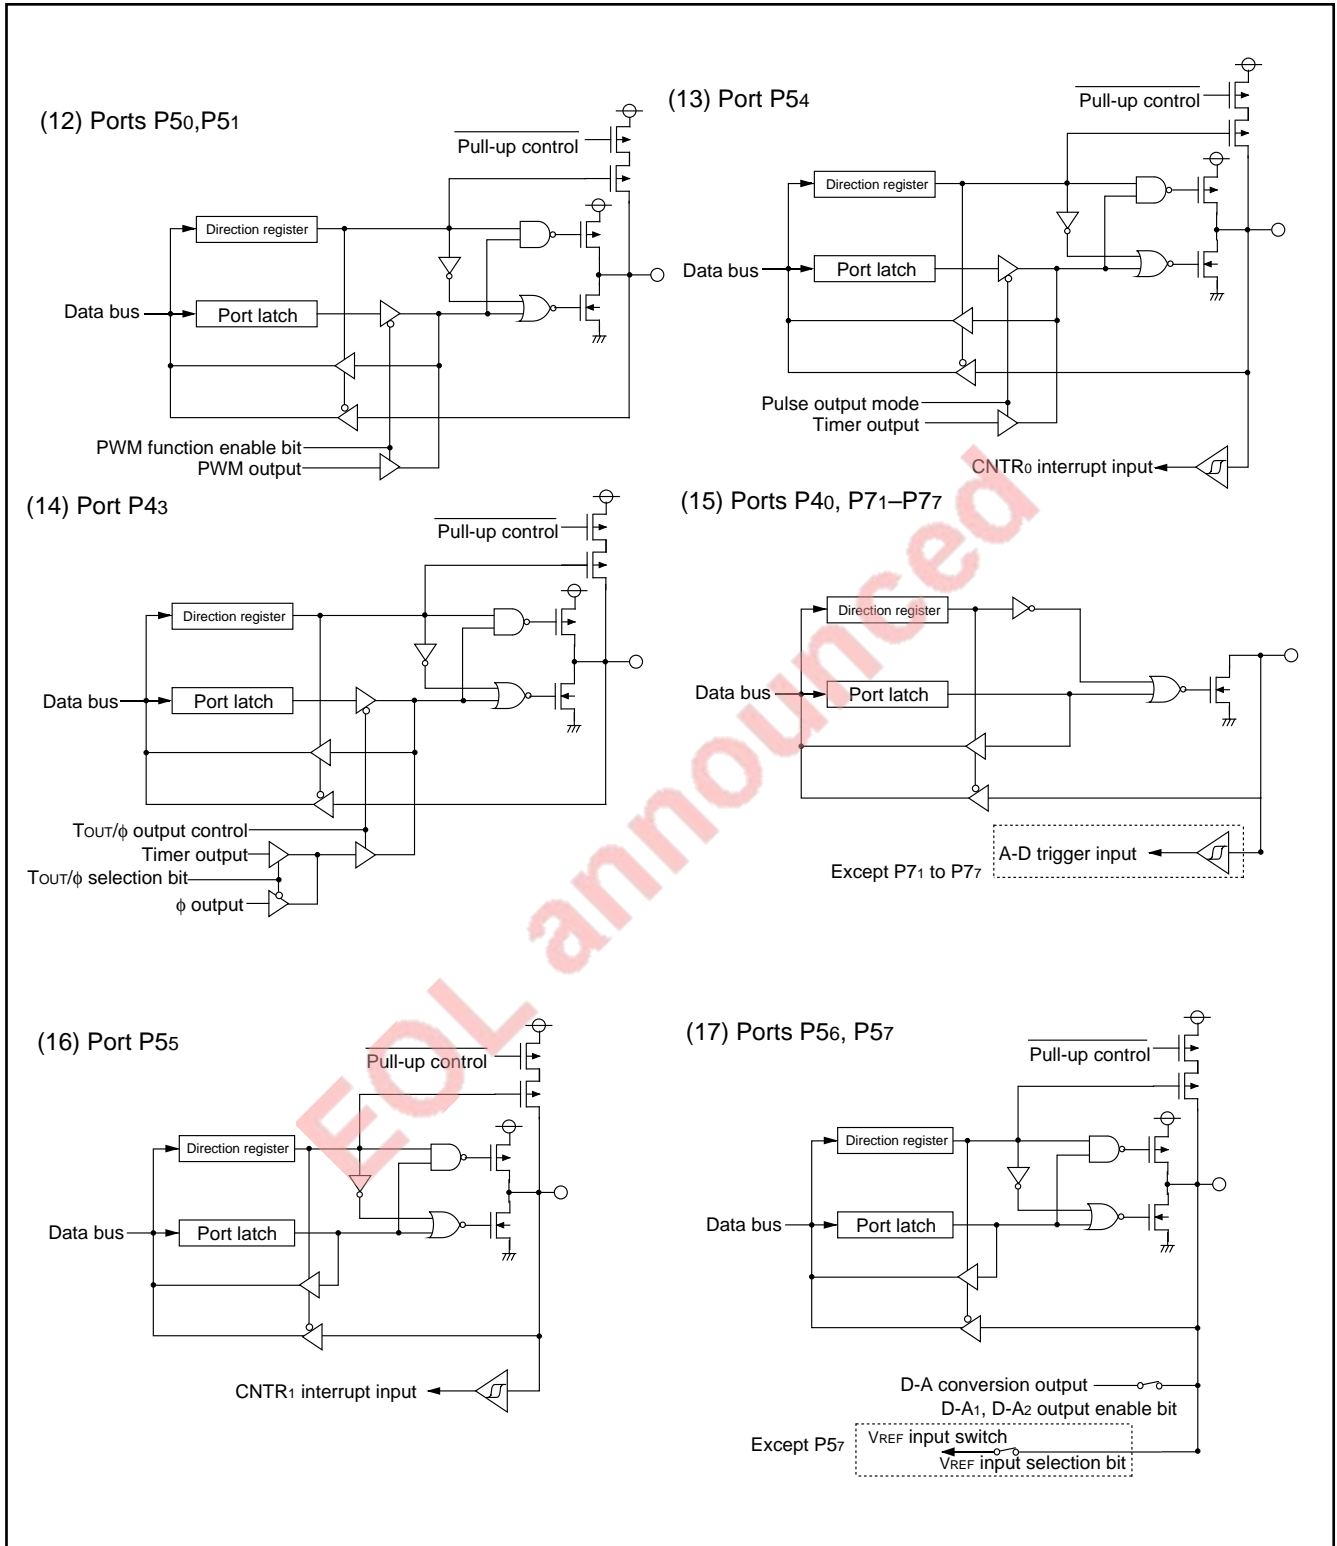 (12) Ports P50,P51
Pull-up control
Direction register
Data bus
Port latch
PWM function enable bit
PWM output
(13) Port P54
Pull-up control
Direction register
Data bus
Port latch
Pulse output mode
Timer output
CNTR0 interrupt input
(14) Port P43
Pull-up control
Direction register
Data bus
Port latch
TOUT/ϕ output control
Timer output
TOUT/ϕ selection bit
ϕ output
(15) Ports P40, P71–P77
Direction register
Data bus
Port latch
A-D trigger input
Except P71 to P77
(16) Port P55
Pull-up control
Direction register
Data bus
Port latch
CNTR1 interrupt input
(17) Ports P56, P57
Pull-up control
Direction register
Data bus
Port latch
D-A conversion output
D-A1, D-A2 output enable bit
Except P57
VREF input switch
VREF input selection bit
EOL announced